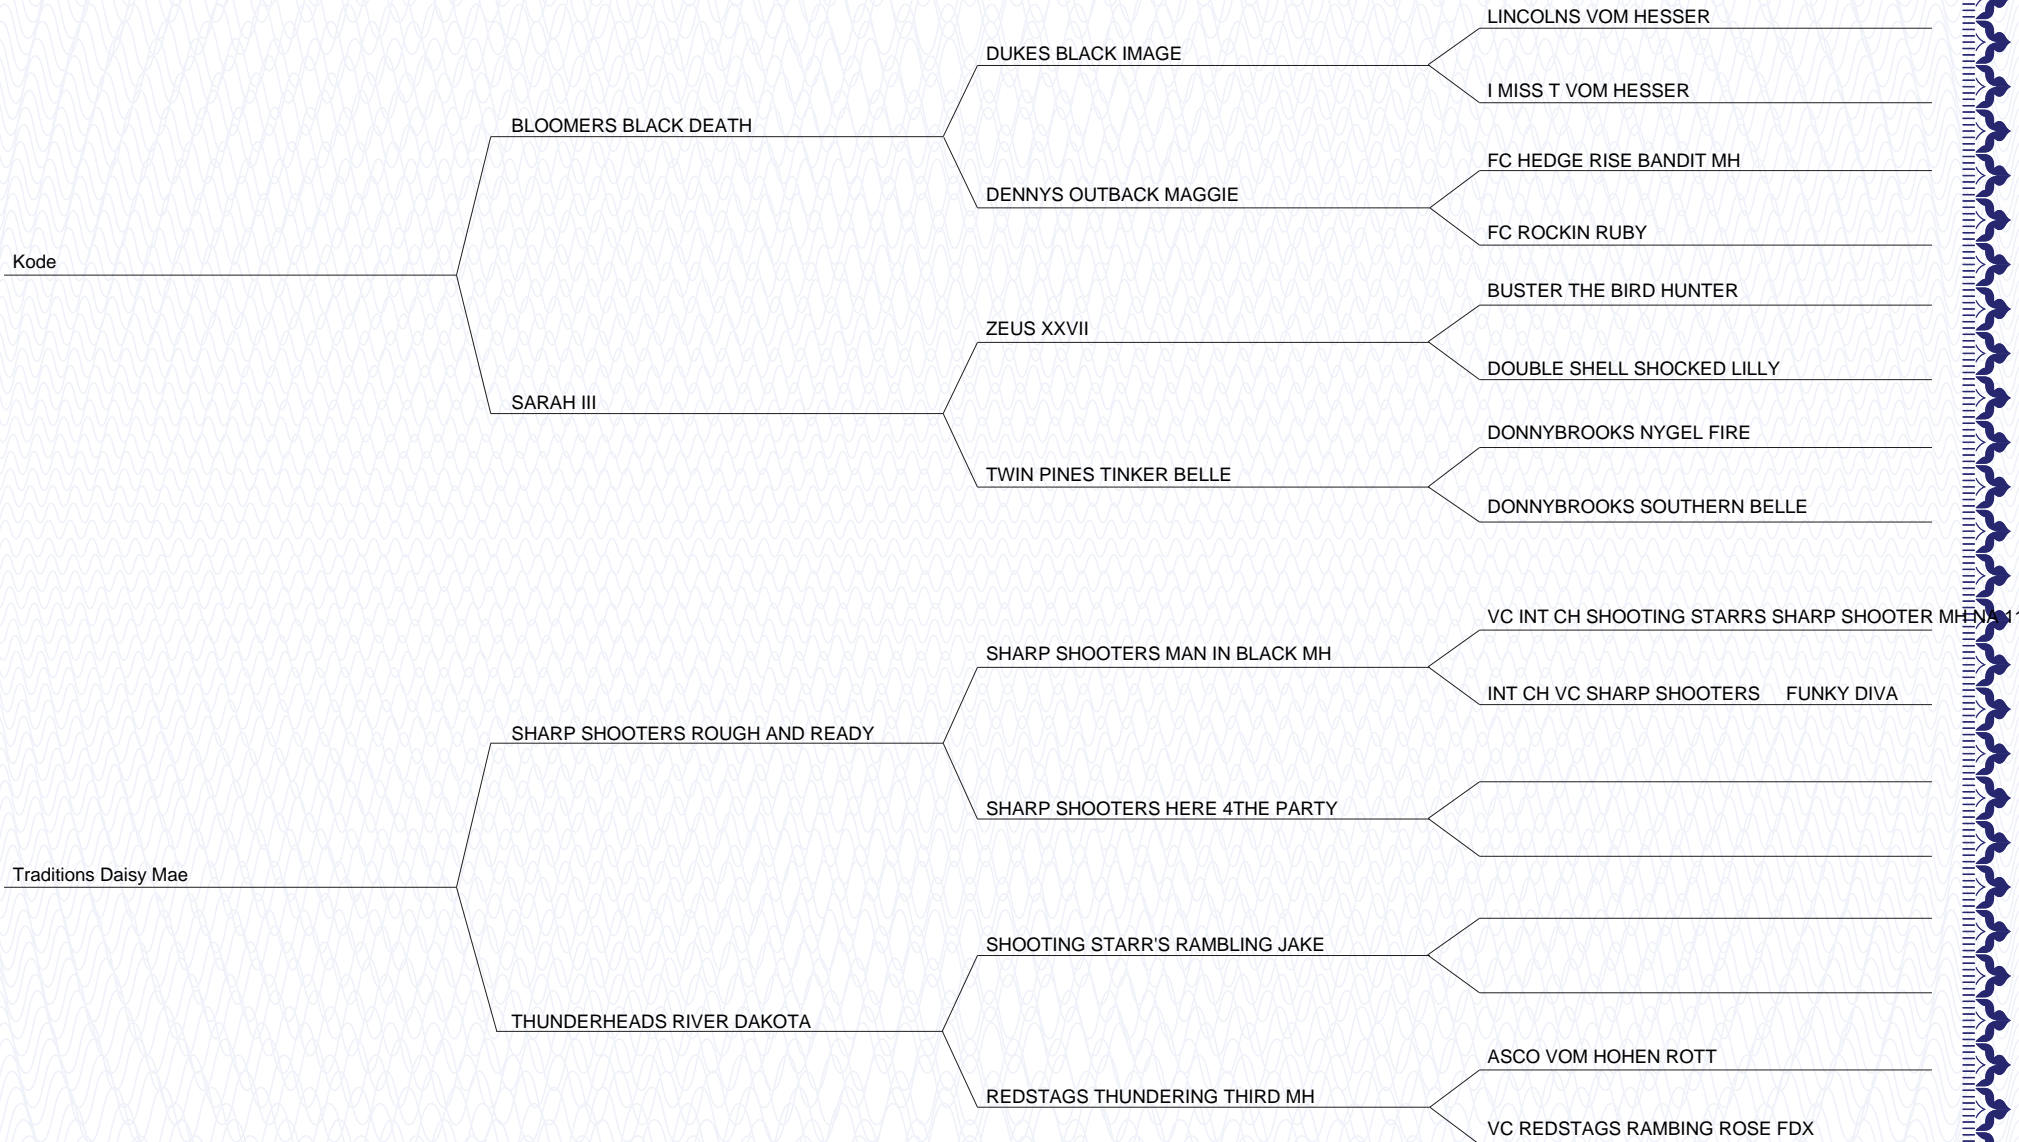 LINCOLNS VOM HESSER
DUKES BLACK IMAGE
I MISS T VOM HESSER
BLOOMERS BLACK DEATH
FC HEDGE RISE BANDIT MH
DENNYS OUTBACK MAGGIE
FC ROCKIN RUBY
Kode
BUSTER THE BIRD HUNTER
ZEUS XXVII
DOUBLE SHELL SHOCKED LILLY
SARAH III
DONNYBROOKS NYGEL FIRE
TWIN PINES TINKER BELLE
DONNYBROOKS SOUTHERN BELLE
VC INT CH SHOOTING STARRS SHARP SHOOTER MH NA 11
SHARP SHOOTERS MAN IN BLACK MH
INT CH VC SHARP SHOOTERS FUNKY DIVA
SHARP SHOOTERS ROUGH AND READY
SHARP SHOOTERS HERE 4THE PARTY
Traditions Daisy Mae
SHOOTING STARR'S RAMBLING JAKE
THUNDERHEADS RIVER DAKOTA
ASCO VOM HOHEN ROTT
REDSTAGS THUNDERING THIRD MH
VC REDSTAGS RAMBING ROSE FDX